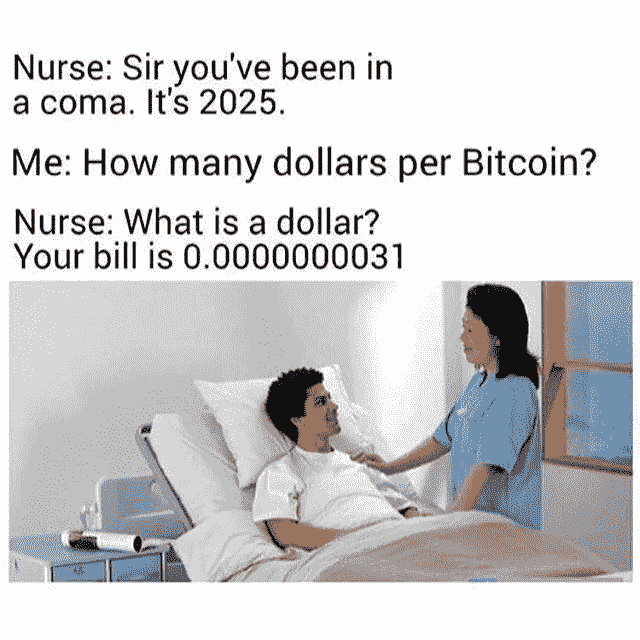 Nurse: Sir you've been in
a coma. It's 2025.
Me: How many dollars per Bitcoin?
Nurse: What is a dollar?
Your bill is 0.0000000031